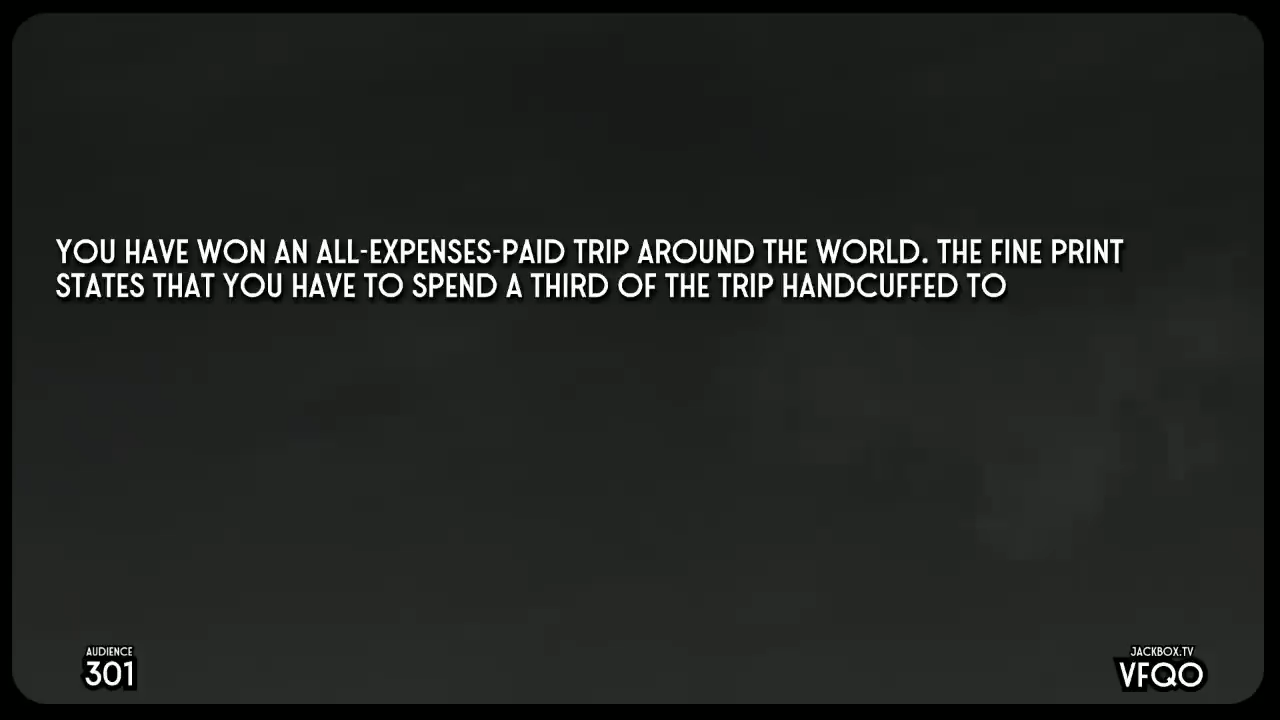 YOU HAVE WON AN ALL-EXPENSES-PAID TRIP AROUND THE WORLD. THE FINE PRINT
STATES THAT YOU HAVE TO SPEND A THIRD OF THE TRIP HANDCUFFED TO
AUDIENCE
301
JACKBOX.TV
VFQO